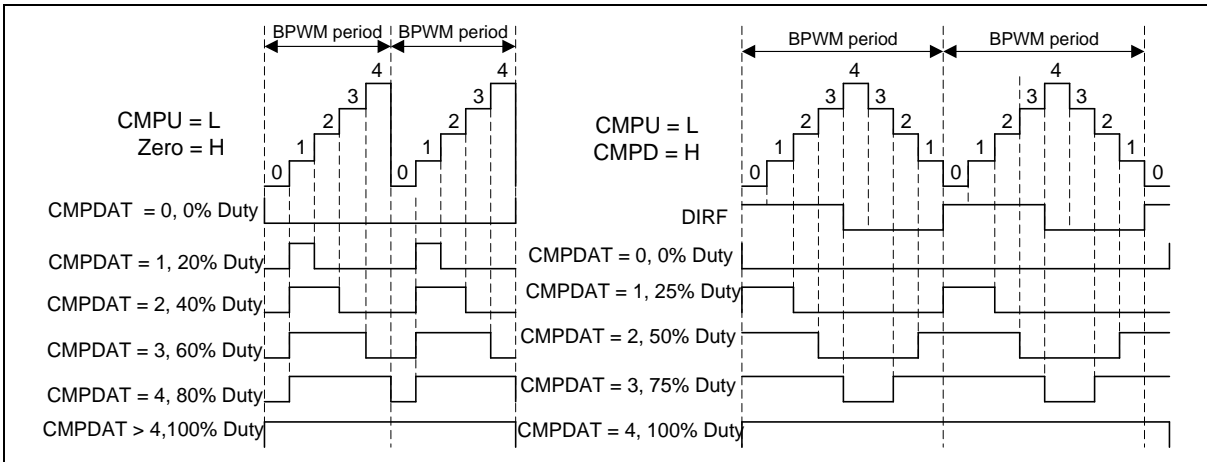 BPWM period BPWM period
4 4
3 3
2 2
1 1
0 0
CMPU = L
Zero = H
CMPDAT = 0, 0% Duty
CMPDAT = 1, 20% Duty
CMPDAT = 2, 40% Duty
CMPDAT = 3, 60% Duty
CMPDAT = 4, 80% Duty
CMPDAT > 4,100% Duty
BPWM period BPWM period
4 4
3 3 3 3
2 2 2 2
1 1 1 1
0 0 0
CMPU = L
CMPD = H
DIRF
CMPDAT = 0, 0% Duty
CMPDAT = 1, 25% Duty
CMPDAT = 2, 50% Duty
CMPDAT = 3, 75% Duty
CMPDAT = 4, 100% Duty